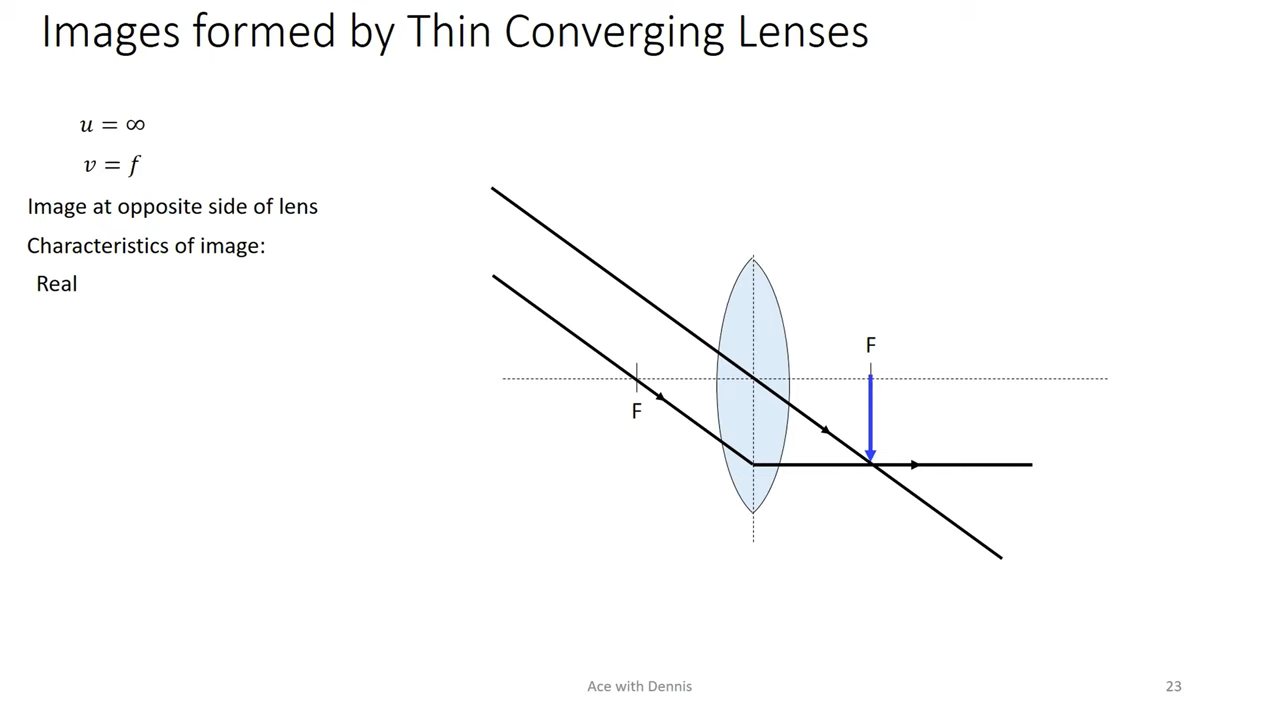 Images formed by Thin Converging Lenses
u = ∞
v = f
Image at opposite side of lens
Characteristics of image:
Real
F
F
Ace with Dennis
23